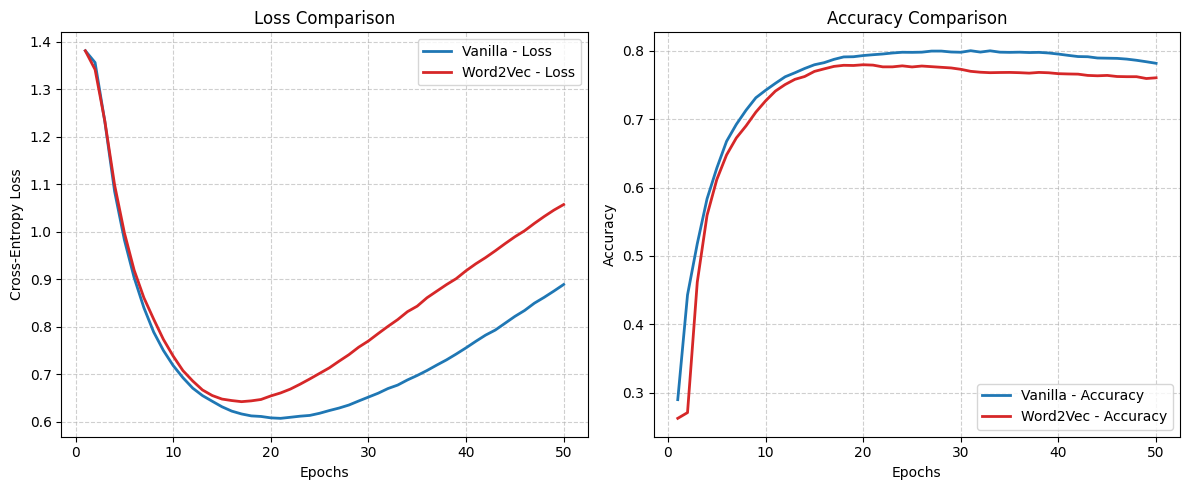 Loss Comparison
Cross-Entropy Loss
1.4
1.3
1.2
1.1
1.0
0.9
0.8
0.7
0.6
Vanilla - Loss
Word2Vec - Loss
0 10 20 30 40 50
Epochs
Accuracy Comparison
Accuracy
0.8
0.7
0.6
0.5
0.4
0.3
Vanilla - Accuracy
Word2Vec - Accuracy
0 10 20 30 40 50
Epochs